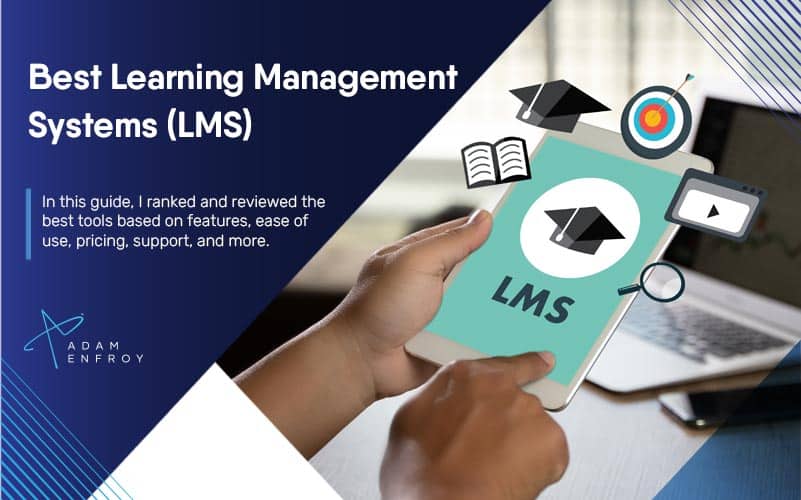 Best Learning Management
Systems (LMS)
In this guide, I ranked and reviewed the
best tools based on features, ease of
use, pricing, support, and more.
ADAM
ENFROY
LMS